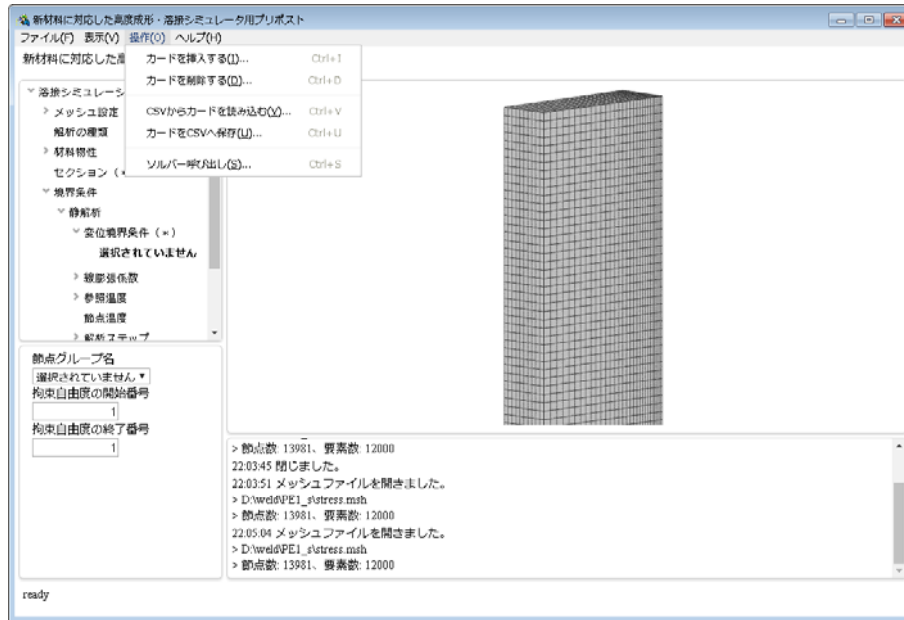 新材料に対応した高度成形・溶接シミュレータ用プリポスト
ファイル(F) 表示(V) 操作(O) ヘルプ(H)
新材料に対応した高
カードを挿入する(I)... Ctrl+I
カードを削除する(D)... Ctrl+D
CSVからカードを読み込む(V)... Ctrl+V
カードをCSVへ保存(U)... Ctrl+U
ソルバー呼び出し(S)... Ctrl+S
溶接シミュレーシ
メッシュ設定
解析の種類
材料物性
セクション (*
境界条件
静解析
変位境界条件 (*)
選択されていません
線膨張係数
参照温度
節点温度
解析ステップ
節点グループ名
選択されていません
拘束自由度の開始番号
1
拘束自由度の終了番号
1
> 節点数: 13981、要素数: 12000
22:03:45 閉じました。
22:03:51 メッシュファイルを開きました。
> D:\weld\PE1_s\stress.msh
> 節点数: 13981、要素数: 12000
22:05:04 メッシュファイルを開きました。
> D:\weld\PE1_s\stress.msh
> 節点数: 13981、要素数: 12000
ready